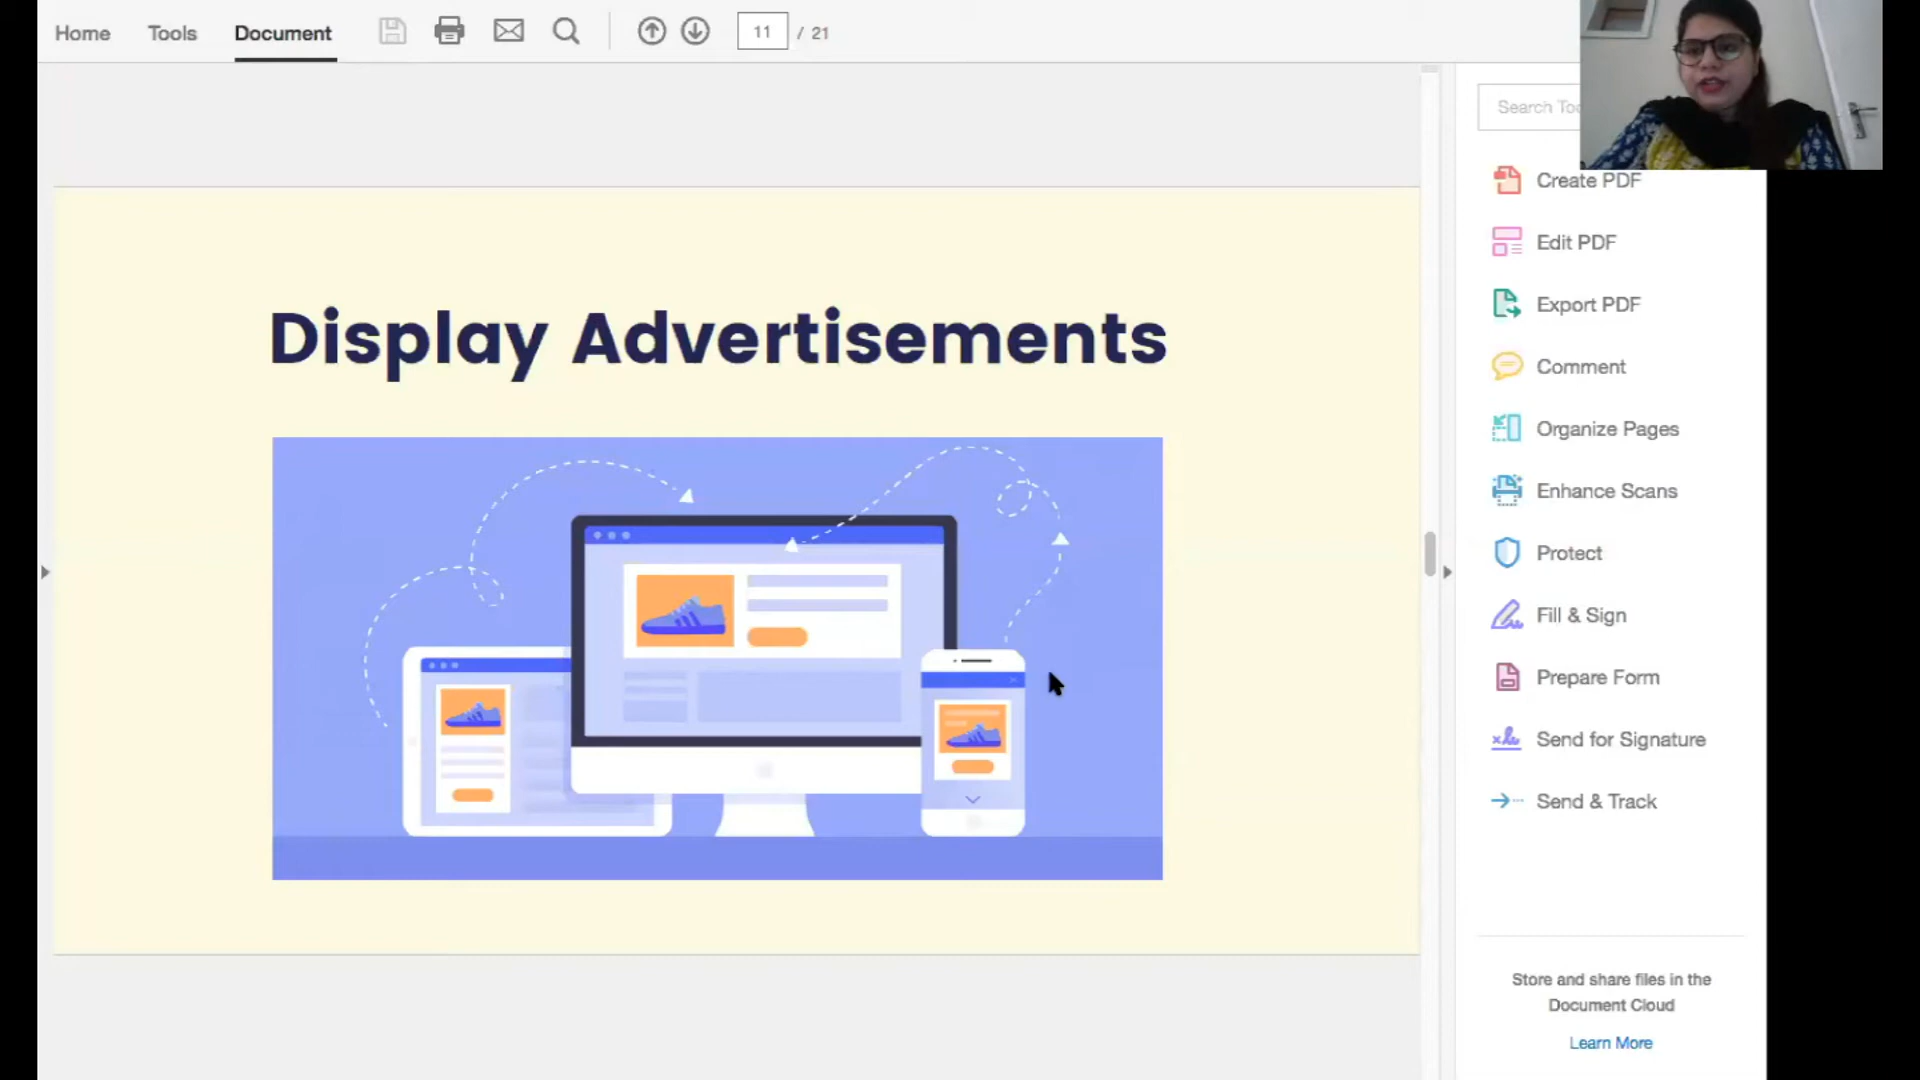 Home Tools Document 11 / 21
Search
Create PDF
Edit PDF
Export PDF
Comment
Organize Pages
Enhance Scans
Protect
Fill & Sign
Prepare Form
Send for Signature
Send & Track
Display Advertisements
Store and share files in the
Document Cloud
Learn More